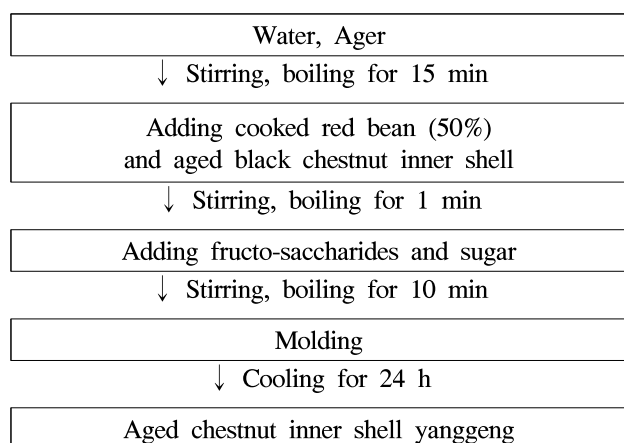 Water, Ager
↓ Stirring, boiling for 15 min
Adding cooked red bean (50%)
and aged black chestnut inner shell
↓ Stirring, boiling for 1 min
Adding fructo-saccharides and sugar
↓ Stirring, boiling for 10 min
Molding
↓ Cooling for 24 h
Aged chestnut inner shell yanggeng